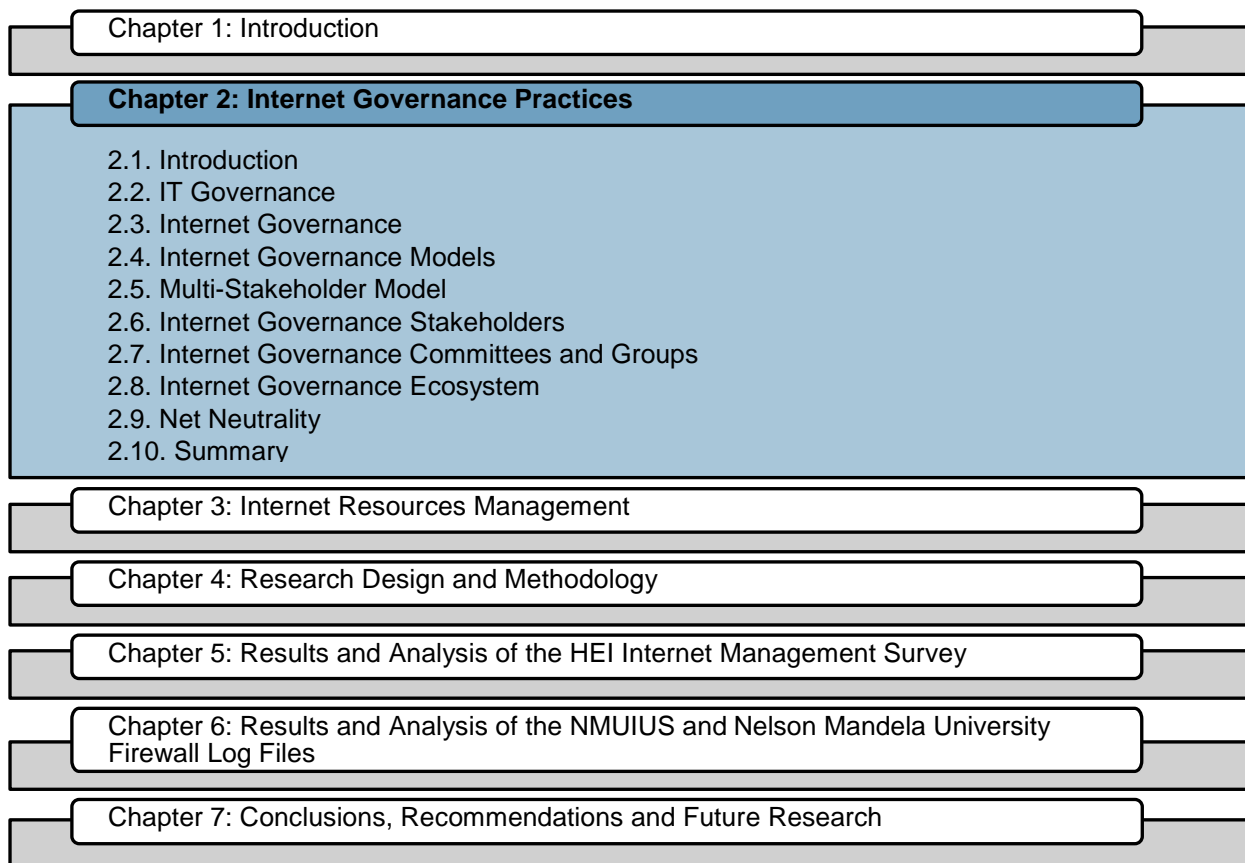 Chapter 1: Introduction
Chapter 2: Internet Governance Practices
2.1. Introduction
2.2. IT Governance
2.3. Internet Governance
2.4. Internet Governance Models
2.5. Multi-Stakeholder Model
2.6. Internet Governance Stakeholders
2.7. Internet Governance Committees and Groups
2.8. Internet Governance Ecosystem
2.9. Net Neutrality
2.10. Summary
Chapter 3: Internet Resources Management
Chapter 4: Research Design and Methodology
Chapter 5: Results and Analysis of the HEI Internet Management Survey
Chapter 6: Results and Analysis of the NMUIUS and Nelson Mandela University
Firewall Log Files
Chapter 7: Conclusions, Recommendations and Future Research